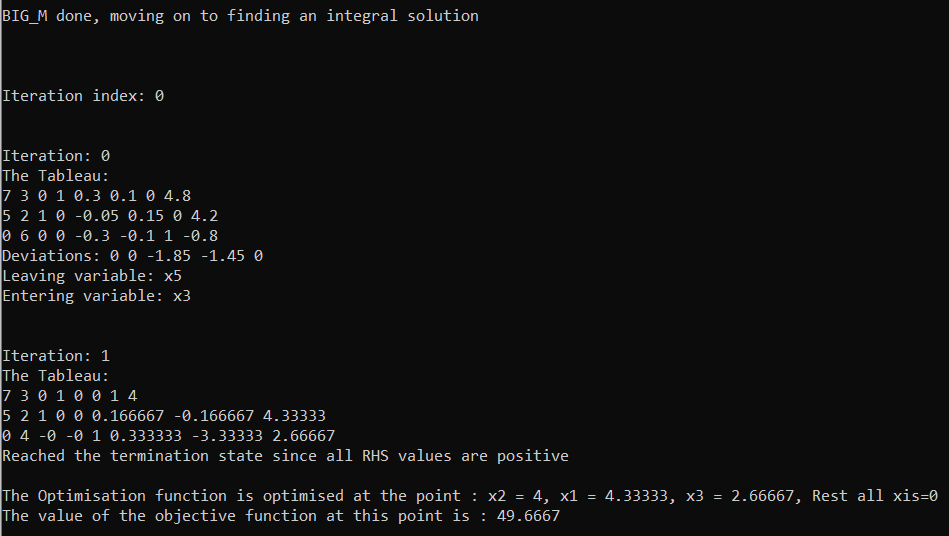 BIG_M done, moving on to finding an integral solution
Iteration index: 0
Iteration: 0
The Tableau:
7 3 0 1 0.3 0.1 0 4.8
5 2 1 0 -0.05 0.15 0 4.2
0 6 0 0 -0.3 -0.1 1 -0.8
Deviations: 0 0 -1.85 -1.45 0
Leaving variable: x5
Entering variable: x3
Iteration: 1
The Tableau:
7 3 0 1 0 0 1 4
5 2 1 0 0 0.166667 -0.166667 4.33333
0 4 -0 -0 1 0.333333 -3.33333 2.66667
Reached the termination state since all RHS values are positive
The Optimisation function is optimised at the point : x2 = 4, x1 = 4.33333, x3 = 2.66667, Rest all xis=0
The value of the objective function at this point is : 49.6667